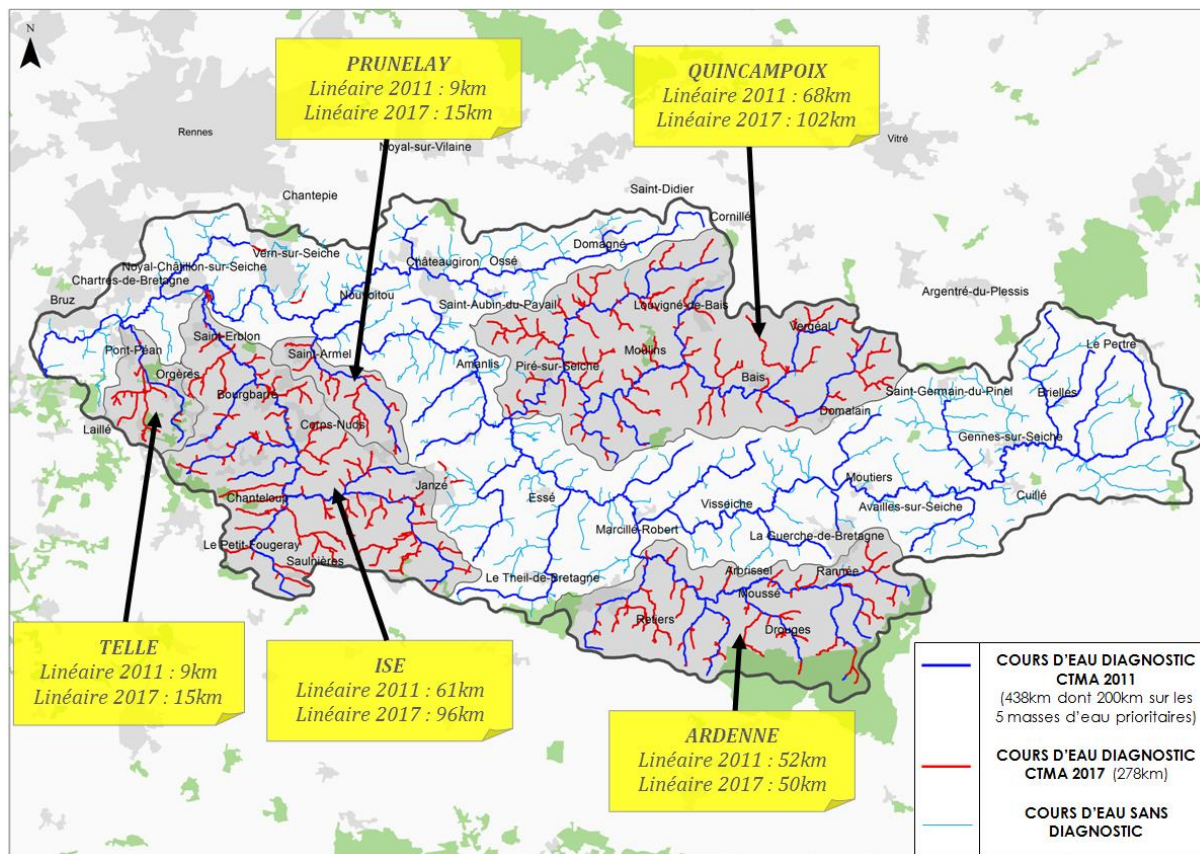 N
PRUNELAY
Linéaire 2011 : 9km
Linéaire 2017 : 15km
QUINCAMPOIX
Linéaire 2011 : 68km
Linéaire 2017 : 102km
Rennes
Noyal-sur-Vilaine
Vitré
Chantepie
Saint-Didier
Cornillé
Domagné
Vern-sur-Seiche
Noyal-Châtillon-sur-Seiche
Châteaugiron
Ossé
Chartres-de-Bretagne
Bruz
Nouvoitou
Saint-Aubin-du-Pavail
Louvigné-de-Bais
Argentré-du-Plessis
Vergéal
Saint-Erblon
Pont-Péan
Saint-Armel
Moulins
Le Pertre
Amanlis
Piré-sur-Seiche
Orgères
Bais
Bourgbarré
Saint-Germain-du-Pinel
Brielles
Domalain
Corps-Nuds
Laillé
Gennes-sur-Seiche
Janzé
Moutiers
Chanteloup
Essé
Visseiche
Availles-sur-Seiche
Cuillé
Marcillé-Robert
La Guerche-de-Bretagne
Le Petit-Fougeray
Saulnières
Le Theil-de-Bretagne
Arbrissel
Rannée
Moussé
Retiers
Drouges
TELLE
Linéaire 2011 : 9km
Linéaire 2017 : 15km
ISE
Linéaire 2011 : 61km
Linéaire 2017 : 96km
ARDENNE
Linéaire 2011 : 52km
Linéaire 2017 : 50km
COURS D'EAU DIAGNOSTIC
CTMA 2011
(438km dont 200km sur les
5 masses d'eau prioritaires)
COURS D'EAU DIAGNOSTIC
CTMA 2017 (278km)
COURS D'EAU SANS
DIAGNOSTIC